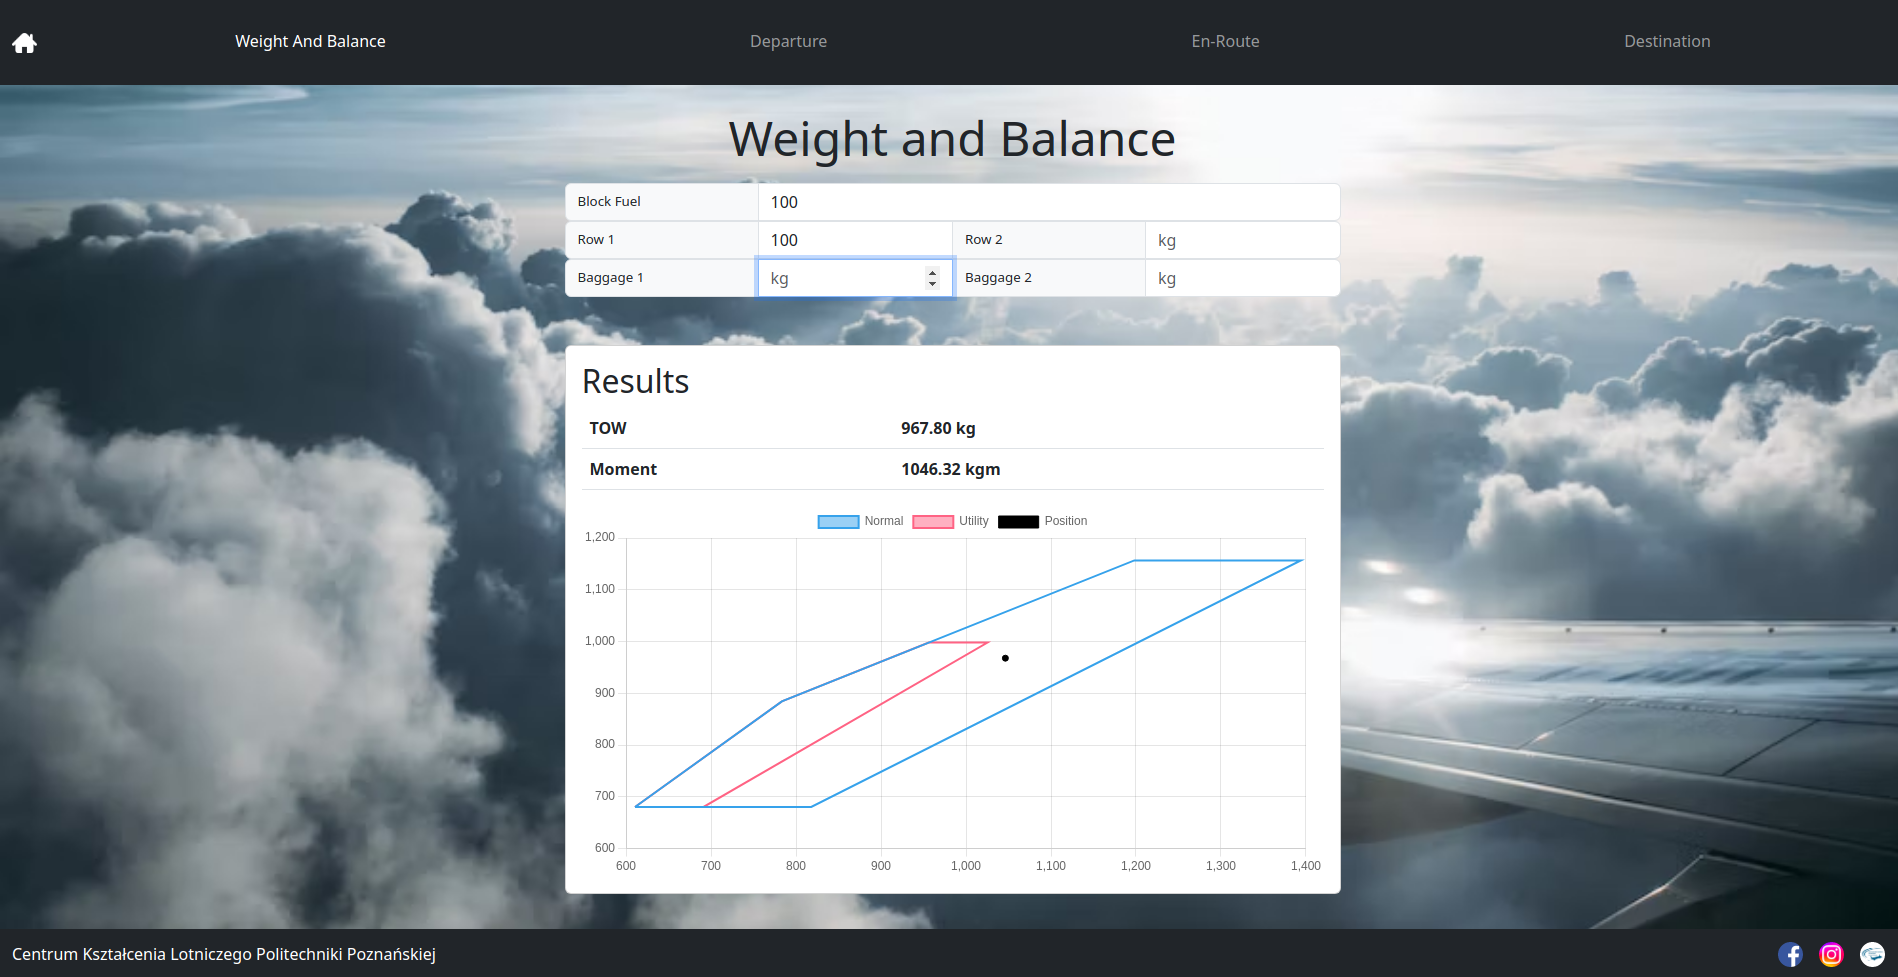 Weight And Balance
Departure
En-Route
Destination
Weight and Balance
Block Fuel 100
Row 1 100 Row 2 kg
Baggage 1 kg Baggage 2 kg
Results
TOW 967.80 kg
Moment 1046.32 kgm
Normal Utility Position
1,200
1,100
1,000
900
800
700
600
600 700 800 900 1,000 1,100 1,200 1,300 1,400
Centrum Kształcenia Lotniczego Politechniki Poznańskiej